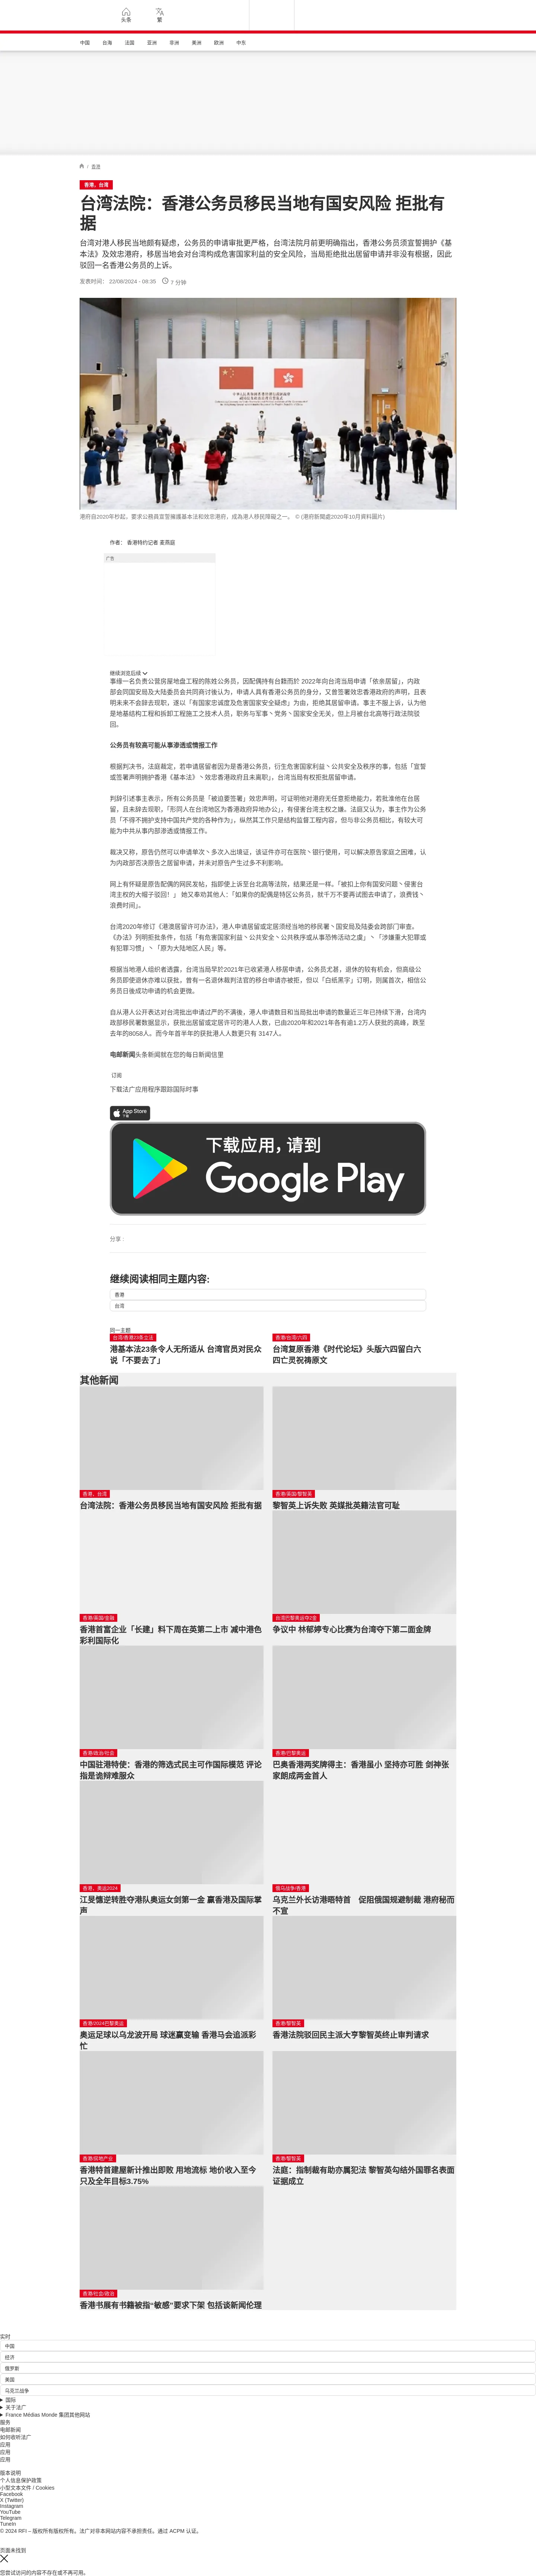 头条
繁
中国 台海 法国 亚洲 非洲 美洲 欧洲 中东
/ 亚洲
香港，台湾
台湾法院：香港公务员移民当地有国安风险 拒批有
据
台湾对港人移民当地颇有疑虑，公务员的申请审批更严格，台湾法院月前更明确指出，香港公务员须宣誓拥护《基
本法》及效忠港府，移居当地会对台湾构成危害国家利益的安全风险，当局拒绝批出居留申请并非没有根据，因此
驳回一名香港公务员的上诉。
发表时间： 22/08/2024 - 08:35 7 分钟
港府自2020年杪起，要求公務員宣誓擁護基本法和效忠港府，成為港人移民障礙之一。 © (港府新聞處2020年10月資料圖片)
作者： 香港特约记者 麦燕庭
广告
继续浏览后续
事缘一名负责公营房屋地盘工程的陈姓公务员，因配偶持有台籍而於 2022年向台湾当局申请「依亲居留」，内政
部会同国安局及大陆委员会共同商讨後认为，申请人具有香港公务员的身分，又曾签署效忠香港政府的声明，且表
明未来不会辞去现职，遂以「有国家忠诚度及危害国家安全疑虑」为由，拒绝其居留申请。事主不服上诉，认为他
是地基结构工程和拆卸工程施工之技术人员，职务与军事丶党务丶国家安全无关，但上月被台北高等行政法院驳
回。
公务员有较高可能从事渗透或情报工作
根据判决书，法庭裁定，若申请居留者因为是香港公务员，衍生危害国家利益丶公共安全及秩序的事，包括「宣誓
或签署声明拥护香港《基本法》丶效忠香港政府且未离职」，台湾当局有权拒批居留申请。
判辞引述事主表示，所有公务员是「被迫要签署」效忠声明，可证明他对港府无任意拒绝能力。若批准他在台居
留，且未辞去现职，「形同人在台湾地区为香港政府异地办公」，有侵害台湾主权之嫌。法庭又认为，事主作为公务
员「不得不拥护支持中国共产党的各种作为」，纵然其工作只是结构监督工程内容，但与非公务员相比，有较大可
能为中共从事内部渗透或情报工作。
裁决又称，原告仍然可以申请单次丶多次入出境证，该证件亦可在医院丶银行使用，可以解决原告家庭之困难，认
为内政部否决原告之居留申请，并未对原告产生过多不利影响。
网上有怀疑是原告配偶的网民发帖，指即使上诉至台北高等法院，结果还是一样。「被扣上你有国安问题丶侵害台
湾主权的大帽子驳回！」 她又奉劝其他人：「如果你的配偶是特区公务员，就千万不要再试图去申请了，浪费钱丶
浪费时间」。
台湾2020年修订《港澳居留许可办法》，港人申请居留或定居须经当地的移民署丶国安局及陆委会跨部门审查。
《办法》列明拒批条件，包括「有危害国家利益丶公共安全丶公共秩序或从事恐怖活动之虞」丶「涉嫌重大犯罪或
有犯罪习惯」丶「原为大陆地区人民」等。
根据当地港人组织者透露，台湾当局早於2021年已收紧港人移居申请，公务员尤甚，退休的较有机会，但高级公
务员即使退休亦难以获批，曾有一名退休裁判法官的移台申请亦被拒，但以「白纸黑字」订明，则属首次，相信公
务员日後成功申请的机会更微。
自从港人公开表达对台湾批出申请过严的不满後，港人申请数目和当局批出申请的数量近三年已持续下滑，台湾内
政部移民署数据显示，获批出居留或定居许可的港人人数，已由2020年和2021年各有逾1.2万人获批的高峰，跌至
去年的8058人。而今年首半年的获批港人人数更只有 3147人。
电邮新闻头条新闻就在您的每日新闻信里
订阅
下载法广应用程序跟踪国际时事
App Store
下载
下载应用，请到
Google Play
分享 :
继续阅读相同主题内容:
香港
台湾
同一主题
台湾/香港23条立法
港基本法23条令人无所适从 台湾官员对民众
说「不要去了」
香港/台湾/六四
台湾复原香港《时代论坛》头版六四留白六
四亡灵祝祷原文
其他新闻
香港、台湾
台湾法院：香港公务员移民当地有国安风险 拒批有据
香港/英国/黎智英
黎智英上诉失败 英媒批英籍法官可耻
香港/英国/金融
香港首富企业「长建」料下周在英第二上市 减中港色
彩利国际化
台湾巴黎奥运夺2金
争议中 林郁婷专心比赛为台湾夺下第二面金牌
香港/政治/社会
中国驻港特使：香港的筛选式民主可作国际模范 评论
指是诡辩难服众
香港/巴黎奥运
巴奥香港两奖牌得主：香港虽小 坚持亦可胜 剑神张
家朗成两金首人
香港、奥运2024
江旻憓逆转胜夺港队奥运女剑第一金 赢香港及国际掌
声
俄乌战争/香港
乌克兰外长访港晤特首 促阻俄国规避制裁 港府秘而
不宣
香港/2024巴黎奥运
奥运足球以乌龙波开局 球迷赢变输 香港马会追派彩
忙
香港/黎智英
香港法院驳回民主派大亨黎智英终止审判请求
香港/房地产业
香港特首建屋新计推出即败 用地流标 地价收入至今
只及全年目标3.75%
香港/黎智英
法庭：指制裁有助亦属犯法 黎智英勾结外国罪名表面
证据成立
香港/社会/政治
香港书展有书籍被指“敏感”要求下架 包括谈新闻伦理
实时
中国
经济
俄罗斯
美国
乌克兰战争
国际
关于法广
France Médias Monde 集团其他网站
服务
电邮新闻
如何收听法广
应用
应用
应用
版本说明
个人信息保护政策
小型文本文件 / Cookies
Facebook
X (Twitter)
Instagram
YouTube
Telegram
TuneIn
© 2024 RFI – 版权所有版权所有。法广对非本网站内容不承担责任。通过 ACPM 认证。
页面未找到
您尝试访问的内容不存在或不再可用。